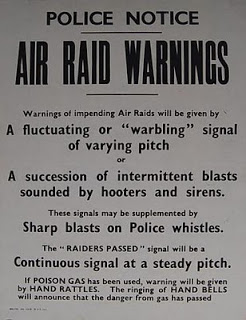 POLICE NOTICE
AIR RAID WARNINGS
Warnings of impending Air Raids will be given by
A fluctuating or "warbling" signal
of varying pitch
or
A succession of intermittent blasts
sounded by hooters and sirens.
These signals may be supplemented by
Sharp blasts on Police whistles.
The "RAIDERS PASSED" signal will be a
Continuous signal at a steady pitch.
If POISON GAS has been used, warning will be given
by HAND RATTLES. The ringing of HAND BELLS
will announce that the danger from gas has passed